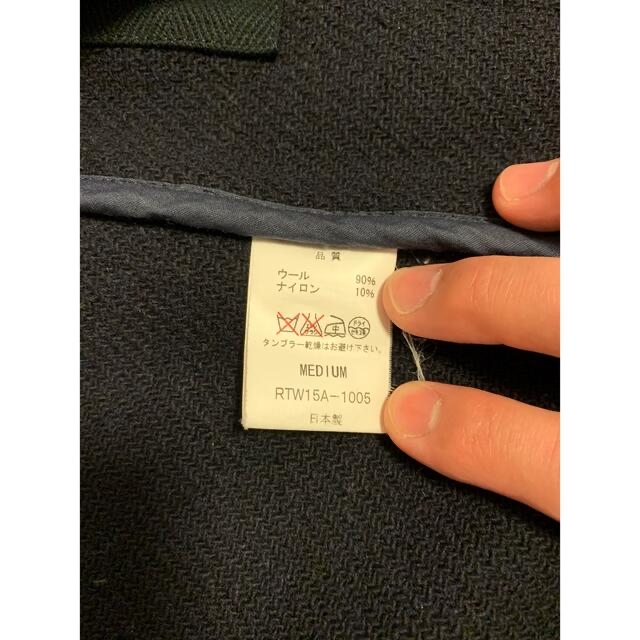 品質
ウール 90%
ナイロン 10%
タンブラー乾燥はお避け下さい。
MEDIUM
RTW15A-1005
日本製